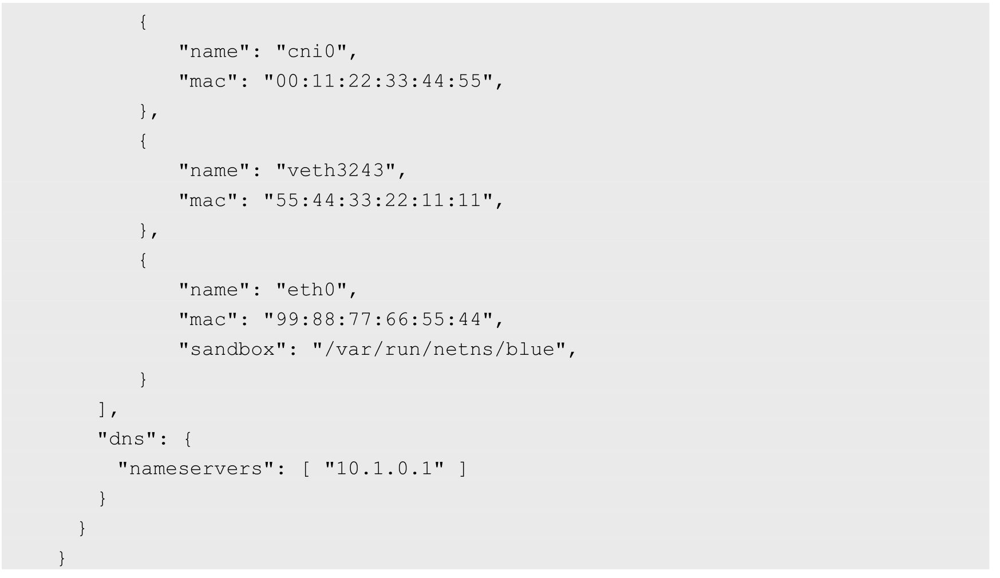 {
"name": "cni0",
"mac": "00:11:22:33:44:55",
},
{
"name": "veth3243",
"mac": "55:44:33:22:11:11",
},
{
"name": "eth0",
"mac": "99:88:77:66:55:44",
"sandbox": "/var/run/netns/blue",
}
],
"dns": {
"nameservers": [ "10.1.0.1" ]
}
}
}